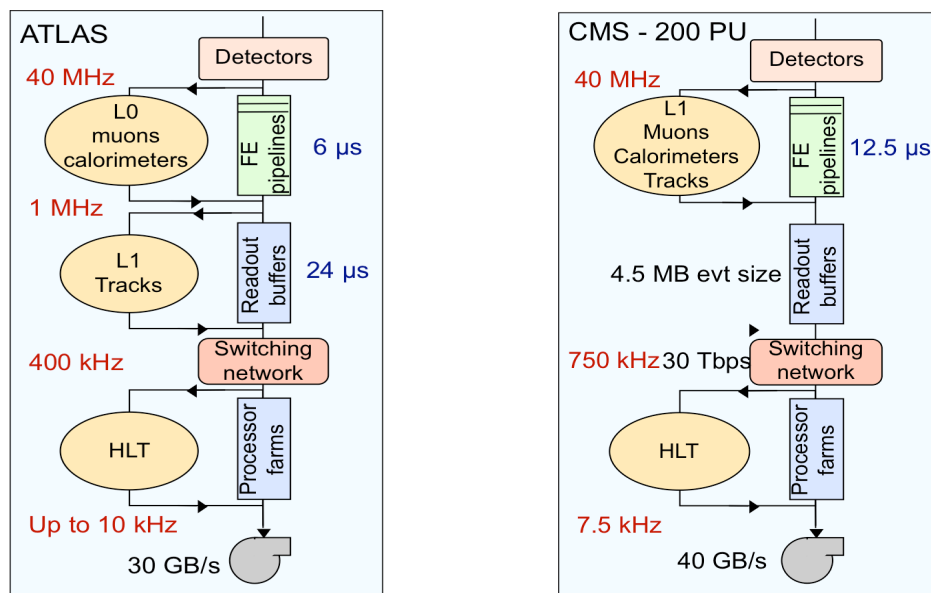 ATLAS
Detectors
40 MHz
L0
muons
calorimeters
FE
pipelines
6 µs
1 MHz
L1
Tracks
Readout
buffers
24 µs
400 kHz
Switching
network
HLT
Processor
farms
Up to 10 kHz
30 GB/s
CMS - 200 PU
Detectors
40 MHz
L1
Muons
Calorimeters
Tracks
FE
pipelines
12.5 µs
4.5 MB evt size
Readout
buffers
750 kHz
30 Tbps
Switching
network
HLT
Processor
farms
7.5 kHz
40 GB/s